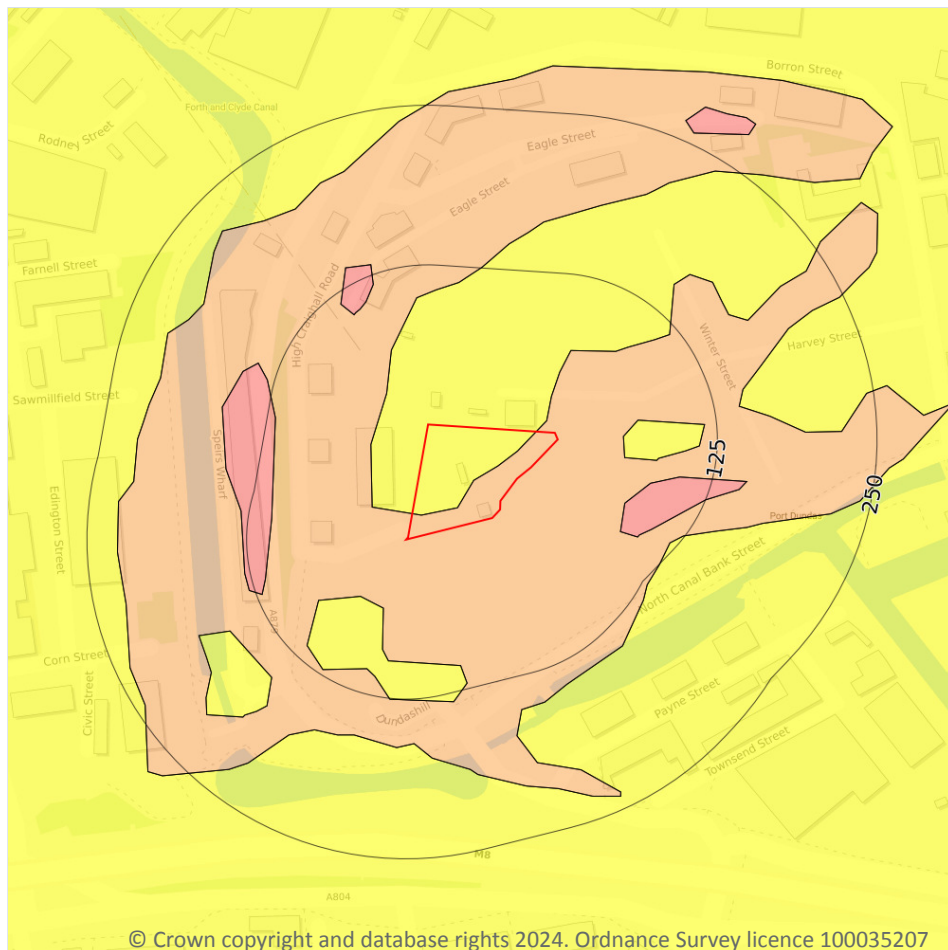 Borron Street
Forth and Clyde Canal
Rodney Street
Eagle Street
Eagle Street
Farnell Street
High Craighall Road
Winter Street
Harvey Street
Sawmillfield Street
Speirs Wharf
125
250
Edington Street
Port Dundas
North Canal Bank Street
A879
Corn Street
Civic Street
Payne Street
Dundashill
Townsend Street
M8
A804
© Crown copyright and database rights 2024. Ordnance Survey licence 100035207